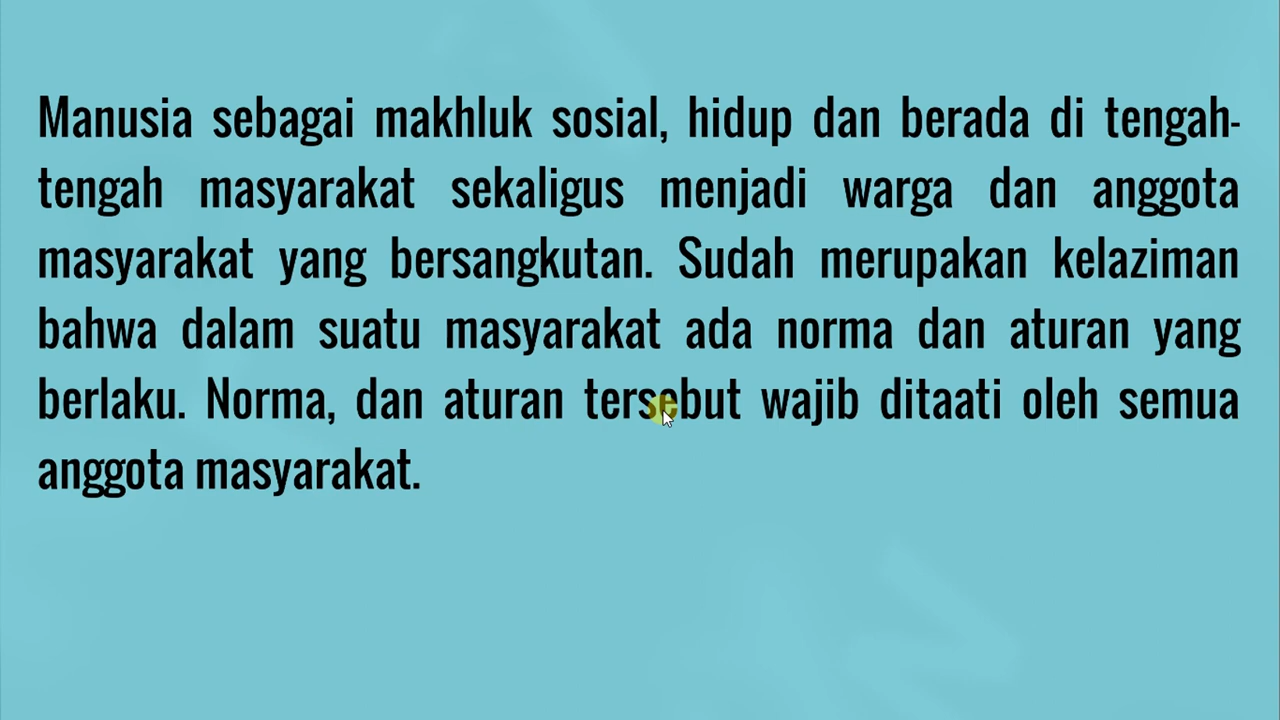 Manusia sebagai makhluk sosial, hidup dan berada di tengah-
tengah masyarakat sekaligus menjadi warga dan anggota
masyarakat yang bersangkutan. Sudah merupakan kelaziman
bahwa dalam suatu masyarakat ada norma dan aturan yang
berlaku. Norma, dan aturan tersebut wajib ditaati oleh semua
anggota masyarakat.